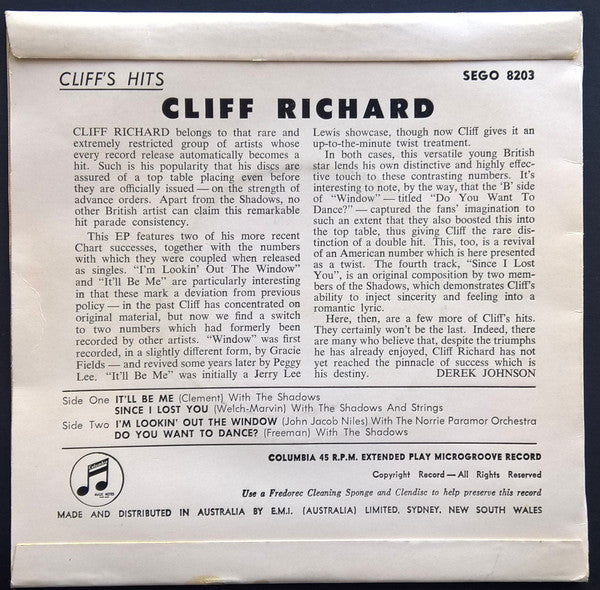 CLIFF'S HITS
SEGO 8203
CLIFF RICHARD
CLIFF RICHARD belongs to that rare and
extremely restricted group of artists whose
every record release automatically becomes a
hit. Such is his popularity that his discs are
assured of a top table placing even before
they are officially issued — on the strength of
advance orders. Apart from the Shadows, no
other British artist can claim this remarkable
hit parade consistency.
This EP features two of his more recent
Chart successes, together with the numbers
with which they were coupled when released
as singles. "I'm Lookin' Out The Window"
and "It'll Be Me" are particularly interesting
in that these mark a deviation from previous
policy — in the past Cliff has concentrated on
original material, but now we find a switch
to two numbers which had formerly been
recorded by other artists. "Window" was first
recorded, in a slightly different form, by Gracie
Fields — and revived some years later by Peggy
Lee. "It'll Be Me" was initially a Jerry Lee
Lewis showcase, though now Cliff gives it an
up-to-the-minute twist treatment.
In both cases, this versatile young British
star lends his own distinctive and highly effec-
tive touch to these contrasting numbers. It's
interesting to note, by the way, that the 'B' side
of "Window" — titled "Do You Want To
Dance?" — captured the fans' imagination to
such an extent that they also boosted this into
the top table, thus giving Cliff the rare dis-
tinction of a double hit. This, too, is a revival
of an American number which is here presented
as a twist. The fourth track, "Since I Lost
You", is an original composition by two mem-
bers of the Shadows, which demonstrates Cliff's
ability to inject sincerity and feeling into a
romantic lyric.
Here, then, are a few more of Cliff's hits.
They certainly won't be the last. Indeed, there
are many who believe that, despite the triumphs
he has already enjoyed, Cliff Richard has not
yet reached the pinnacle of success which is
his destiny. DEREK JOHNSON
Side One IT'LL BE ME (Clement) With The Shadows
SINCE I LOST YOU (Welch-Marvin) With The Shadows And Strings
Side Two I'M LOOKIN' OUT THE WINDOW (John Jacob Niles) With The Norrie Paramor Orchestra
DO YOU WANT TO DANCE? (Freeman) With The Shadows
COLUMBIA 45 R.P.M. EXTENDED PLAY MICROGROOVE RECORD
Copyright Record — All Rights Reserved
Use a Fredorec Cleaning Sponge and Clendisc to help preserve this record
Columbia
MAGIC NOTES
MADE AND DISTRIBUTED IN AUSTRALIA BY E.M.I. (AUSTRALIA) LIMITED. SYDNEY. NEW SOUTH WALES